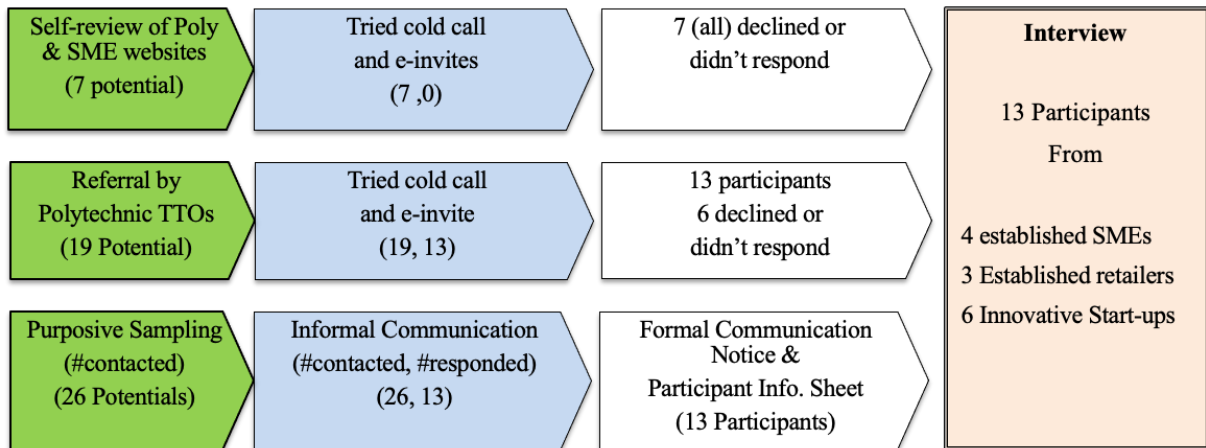 Self-review of Poly
& SME websites
(7 potential)
Tried cold call
and e-invites
(7 ,0)
7 (all) declined or
didn’t respond
Referral by
Polytechnic TTOs
(19 Potential)
Tried cold call
and e-invite
(19, 13)
13 participants
6 declined or
didn’t respond
Purposive Sampling
(#contacted)
(26 Potentials)
Informal Communication
(#contacted, #responded)
(26, 13)
Formal Communication
Notice &
Participant Info. Sheet
(13 Participants)
Interview
13 Participants
From
4 established SMEs
3 Established retailers
6 Innovative Start-ups